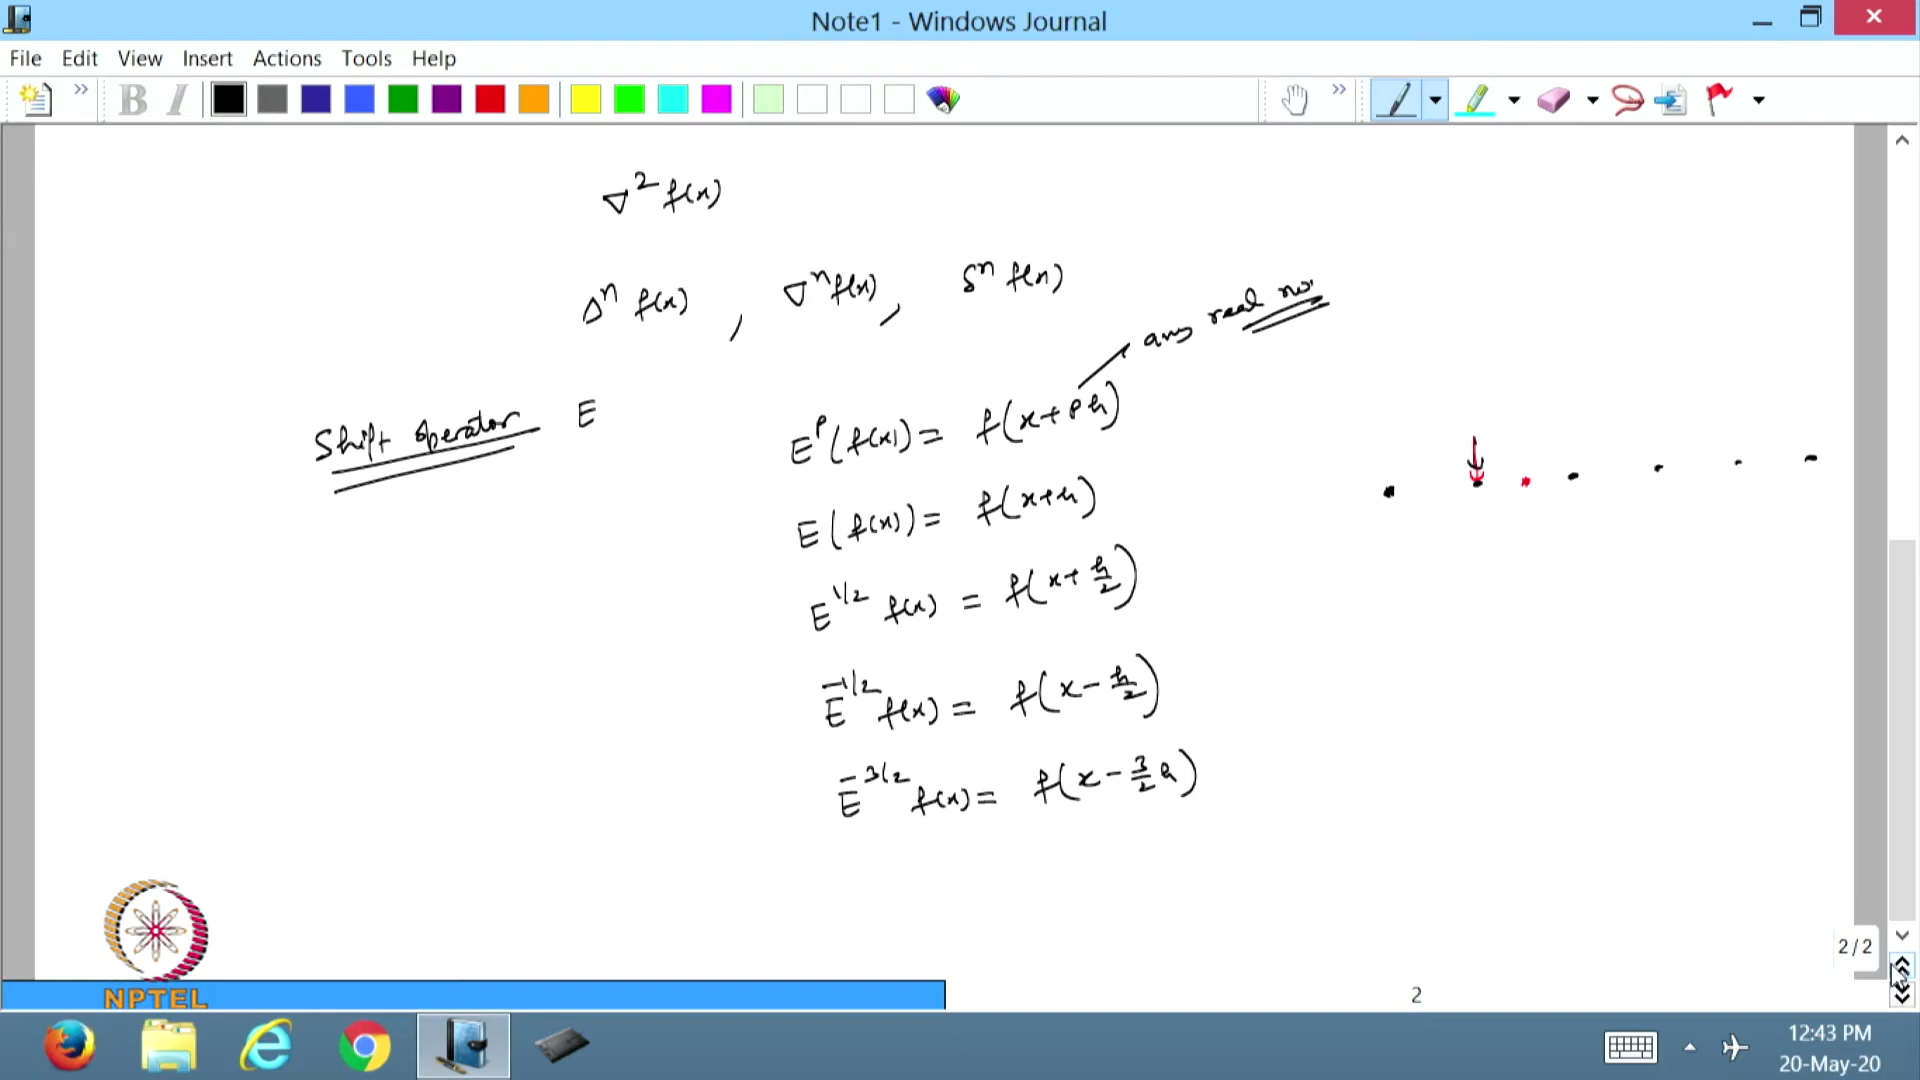 Note1 - Windows Journal
File Edit View Insert Actions Tools Help
B I
∇² f(x)
Δⁿ f(x) , ∇ⁿ f(x) , δⁿ f(x)
any real no.
Shift operator E
E^p (f(x)) = f(x+ph)
E(f(x)) = f(x+h)
E^1/2 f(x) = f(x+h/2)
E^-1/2 f(x) = f(x-h/2)
E^-3/2 f(x) = f(x-3/2 h)
2 / 2
NPTEL
2
12:43 PM
20-May-20